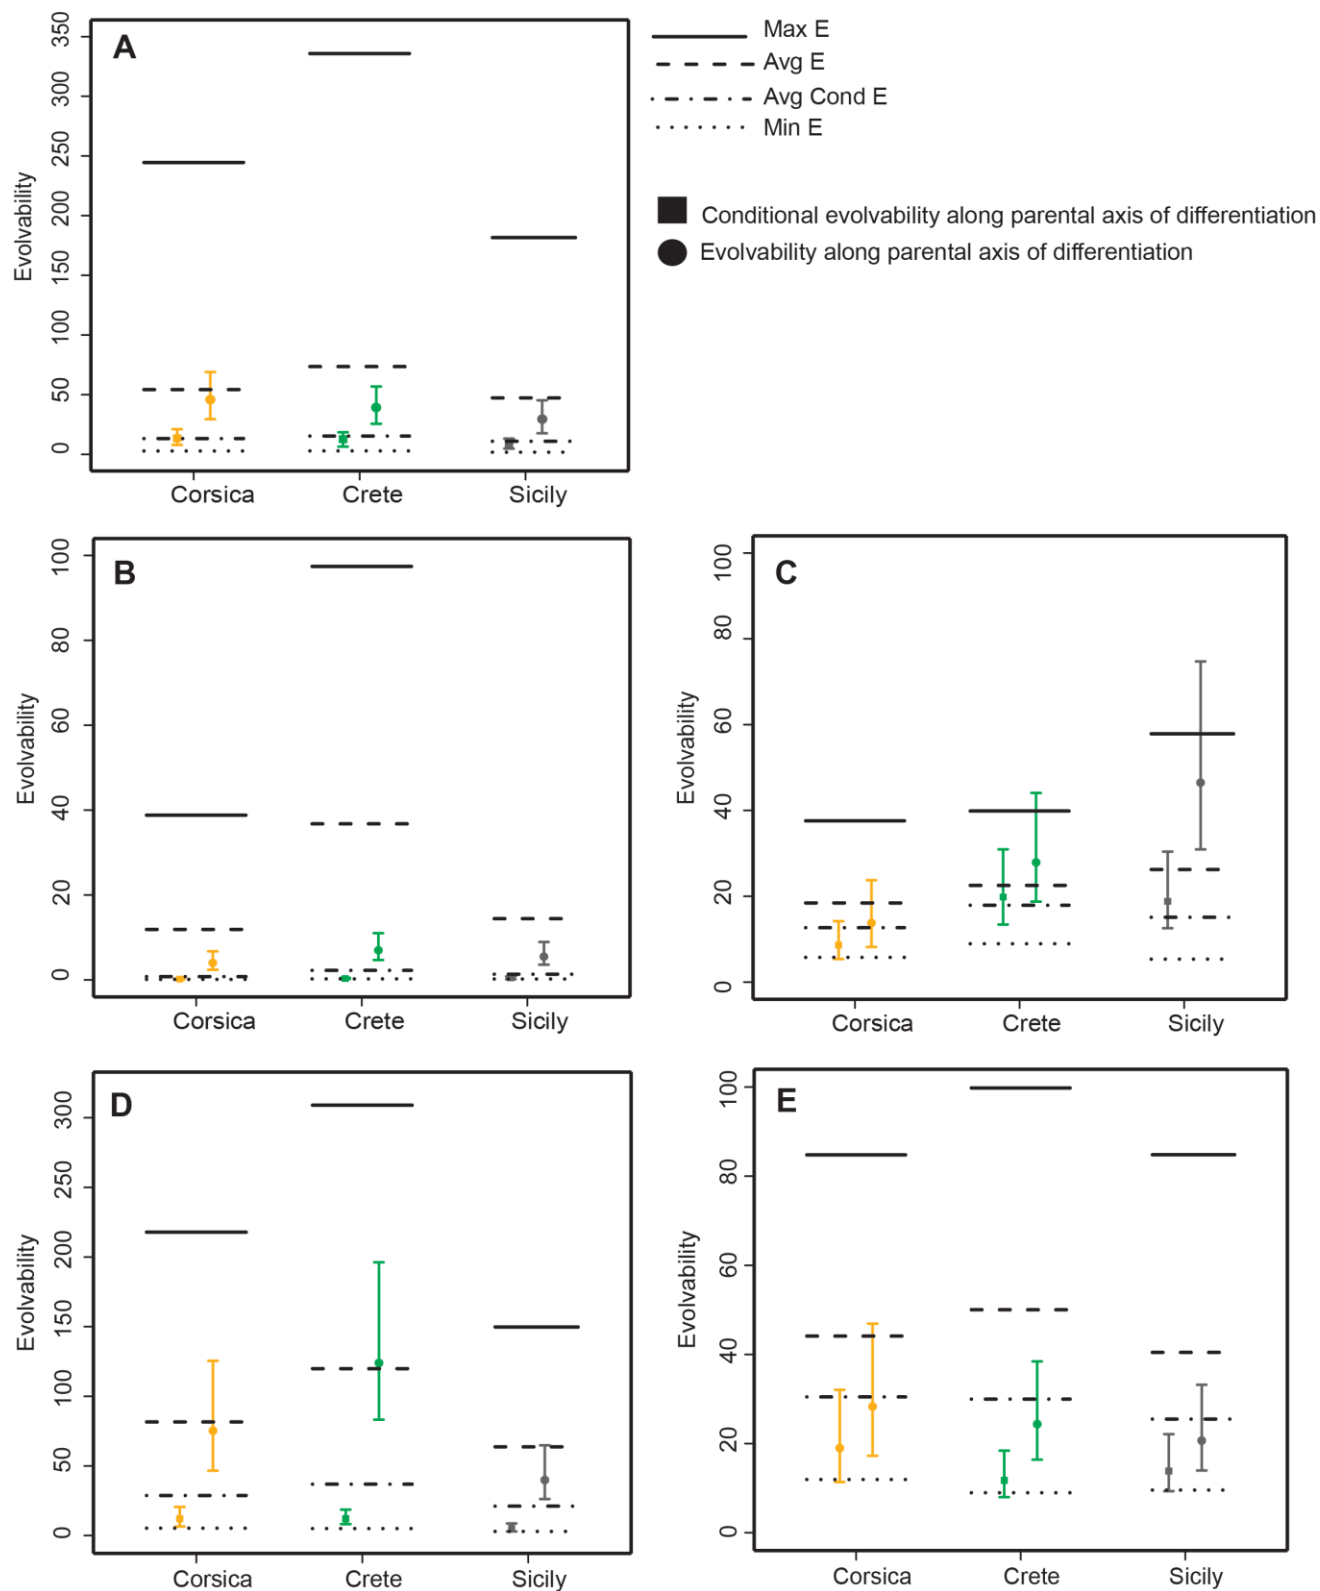 A
350
300
250
200
150
100
50
0
Evolvability
Corsica Crete Sicily
Max E
Avg E
Avg Cond E
Min E
Conditional evolvability along parental axis of differentiation
Evolvability along parental axis of differentiation
B
100
80
60
40
20
0
Evolvability
Corsica Crete Sicily
C
100
80
60
40
20
0
Evolvability
Corsica Crete Sicily
D
300
250
200
150
100
50
0
Evolvability
Corsica Crete Sicily
E
100
80
60
40
20
0
Evolvability
Corsica Crete Sicily